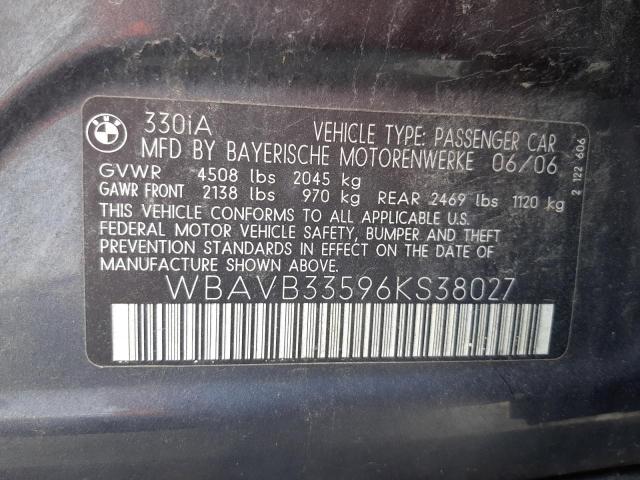 BMW
330iA VEHICLE TYPE: PASSENGER CAR
MFD BY BAYERISCHE MOTORENWERKE 06/06
GVWR 4508 lbs 2045 kg
GAWR FRONT 2138 lbs 970 kg REAR 2469 lbs 1120 kg
THIS VEHICLE CONFORMS TO ALL APPLICABLE U.S.
FEDERAL MOTOR VEHICLE SAFETY, BUMPER AND THEFT
PREVENTION STANDARDS IN EFFECT ON THE DATE OF
MANUFACTURE SHOWN ABOVE.
WBAVB33596KS38027
2 122 606